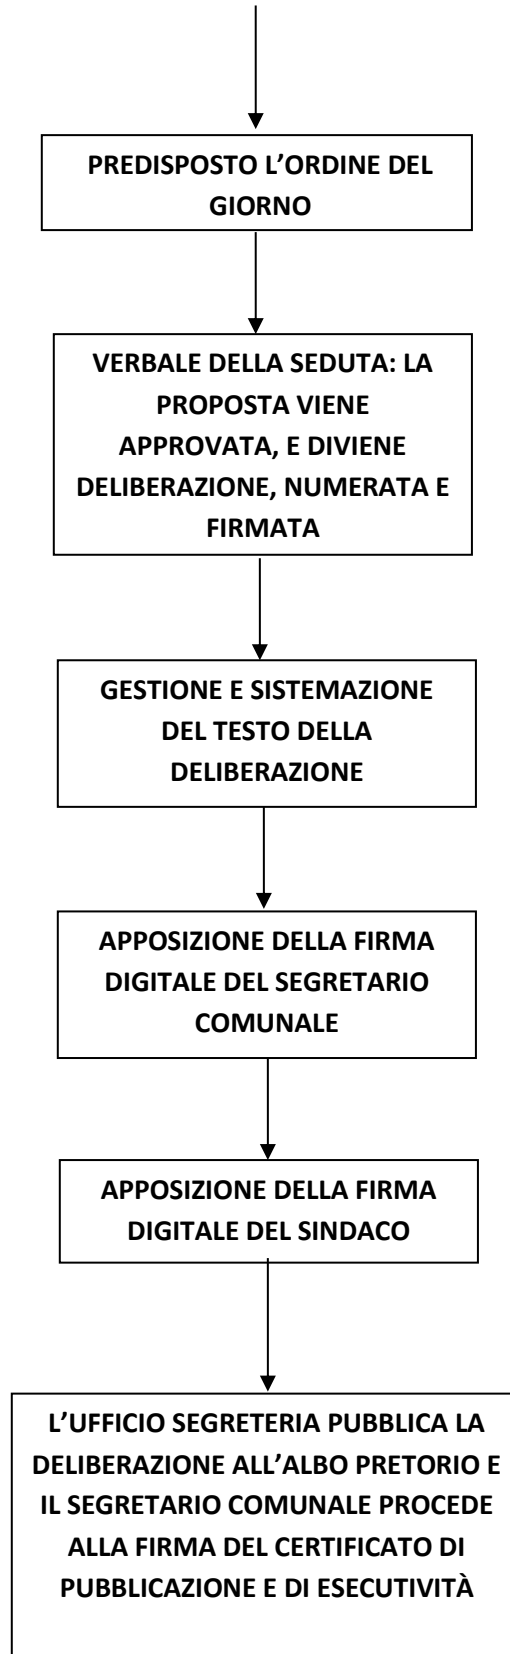 PREDISPOSTO L’ORDINE DEL
GIORNO
VERBALE DELLA SEDUTA: LA
PROPOSTA VIENE
APPROVATA, E DIVIENE
DELIBERAZIONE, NUMERATA E
FIRMATA
GESTIONE E SISTEMAZIONE
DEL TESTO DELLA
DELIBERAZIONE
APPOSIZIONE DELLA FIRMA
DIGITALE DEL SEGRETARIO
COMUNALE
APPOSIZIONE DELLA FIRMA
DIGITALE DEL SINDACO
L’UFFICIO SEGRETERIA PUBBLICA LA
DELIBERAZIONE ALL’ALBO PRETORIO E
IL SEGRETARIO COMUNALE PROCEDE
ALLA FIRMA DEL CERTIFICATO DI
PUBBLICAZIONE E DI ESECUTIVITÀ